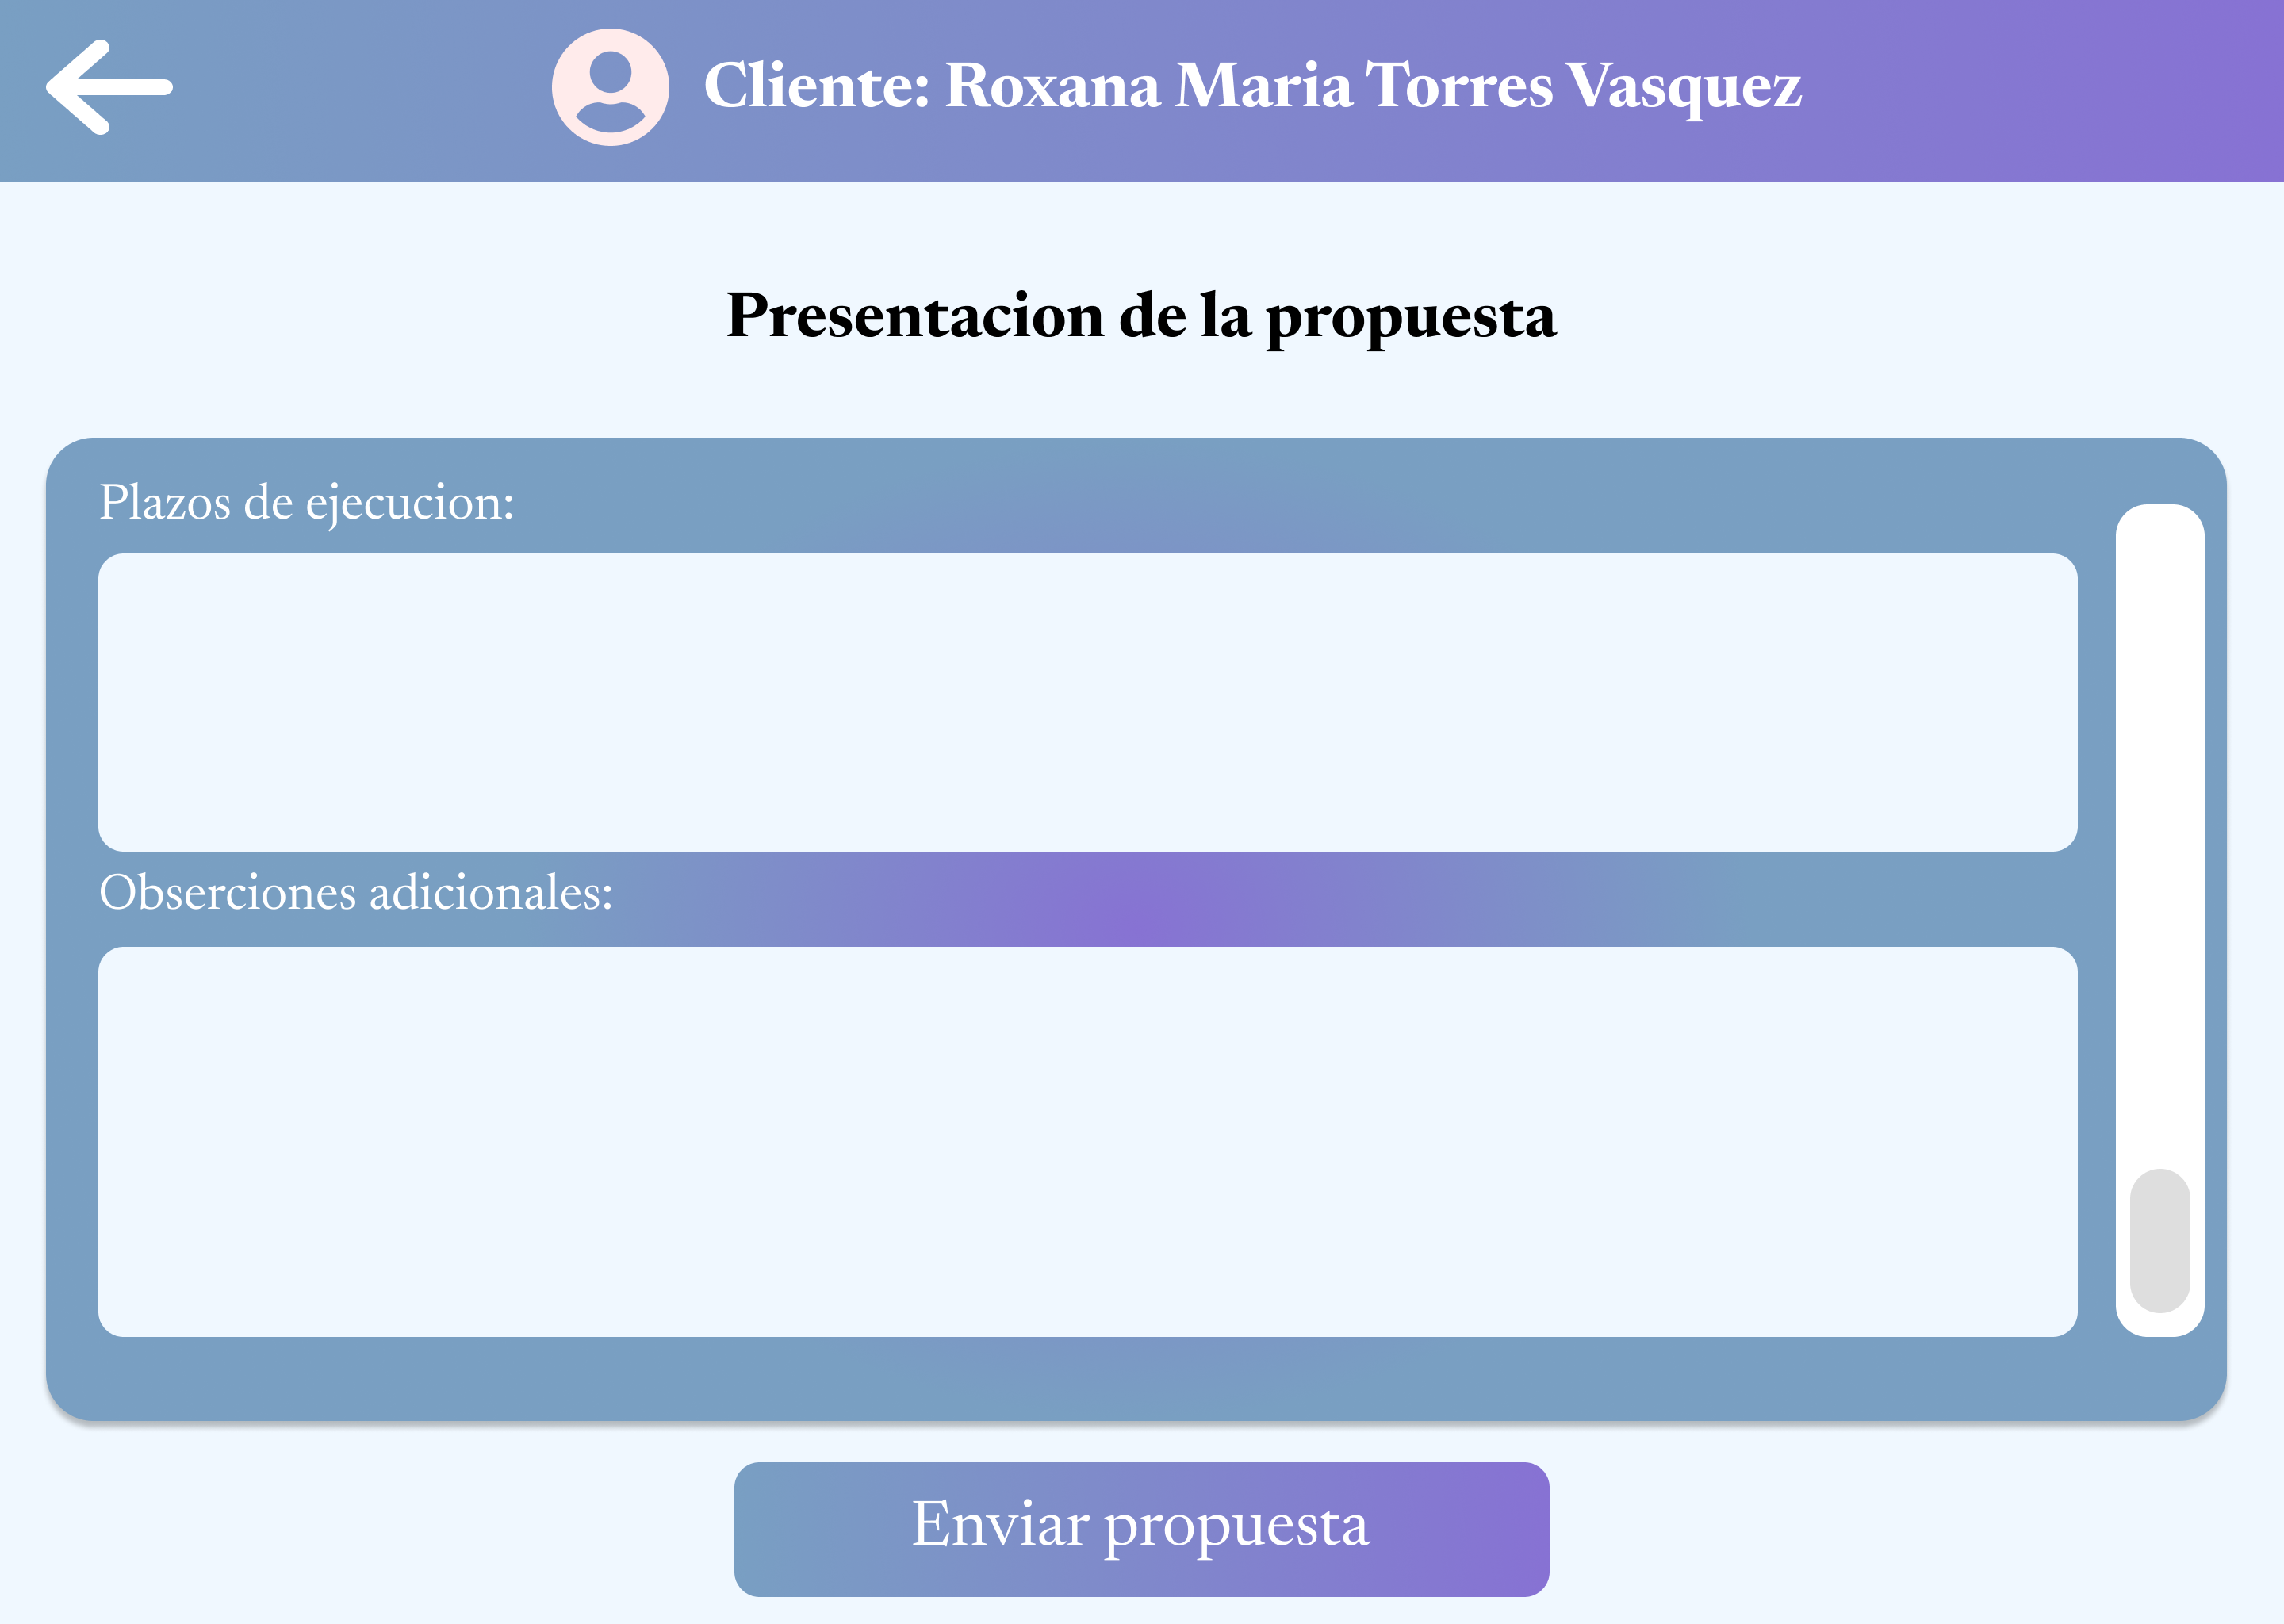 Cliente: Roxana Maria Torres Vasquez
Presentacion de la propuesta
Plazos de ejecucion:
Obserciones adicionales:
Enviar propuesta